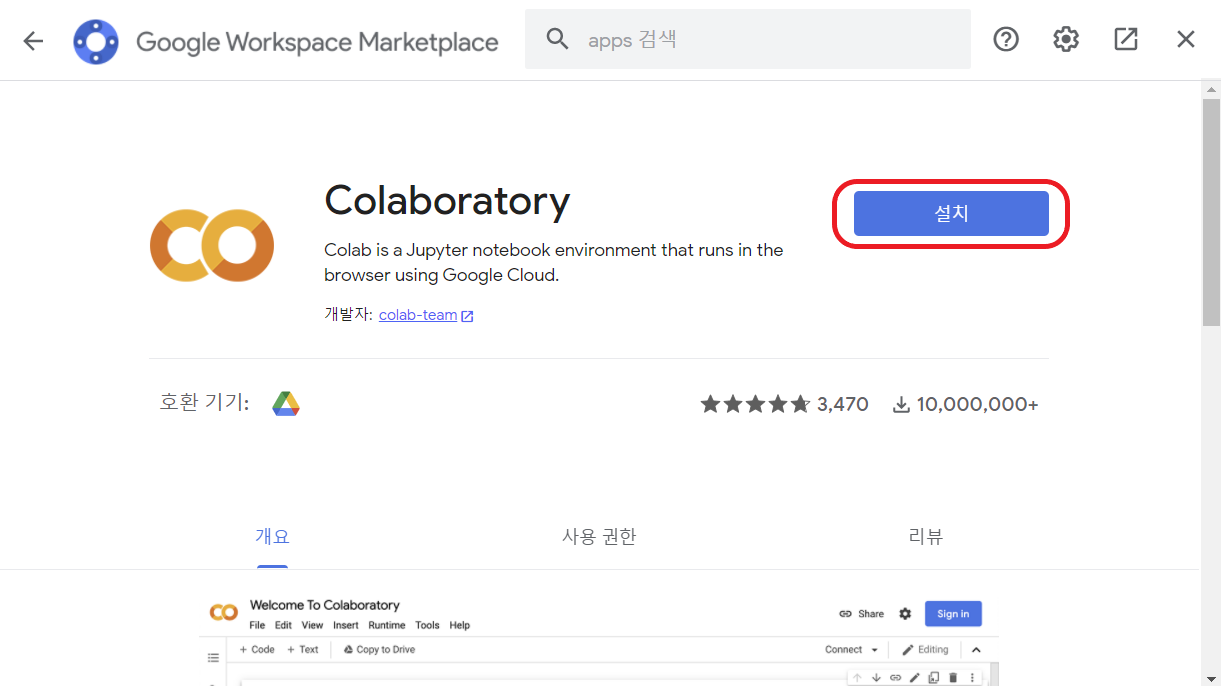 Google Workspace Marketplace
apps 검색
Colaboratory
설치
Colab is a Jupyter notebook environment that runs in the
browser using Google Cloud.
개발자: colab-team
호환 기기:
3,470
10,000,000+
개요
사용 권한
리뷰
Welcome To Colaboratory
File Edit View Insert Runtime Tools Help
Share
Sign in
+ Code + Text Copy to Drive
Connect
Editing